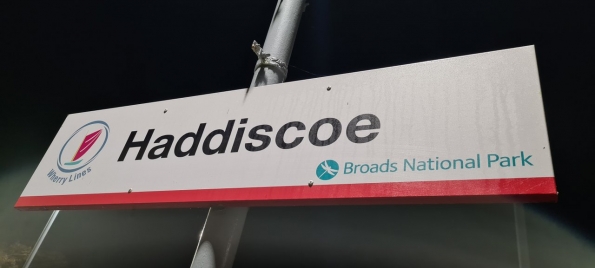 Haddiscoe
Wherry Lines
Broads National Park